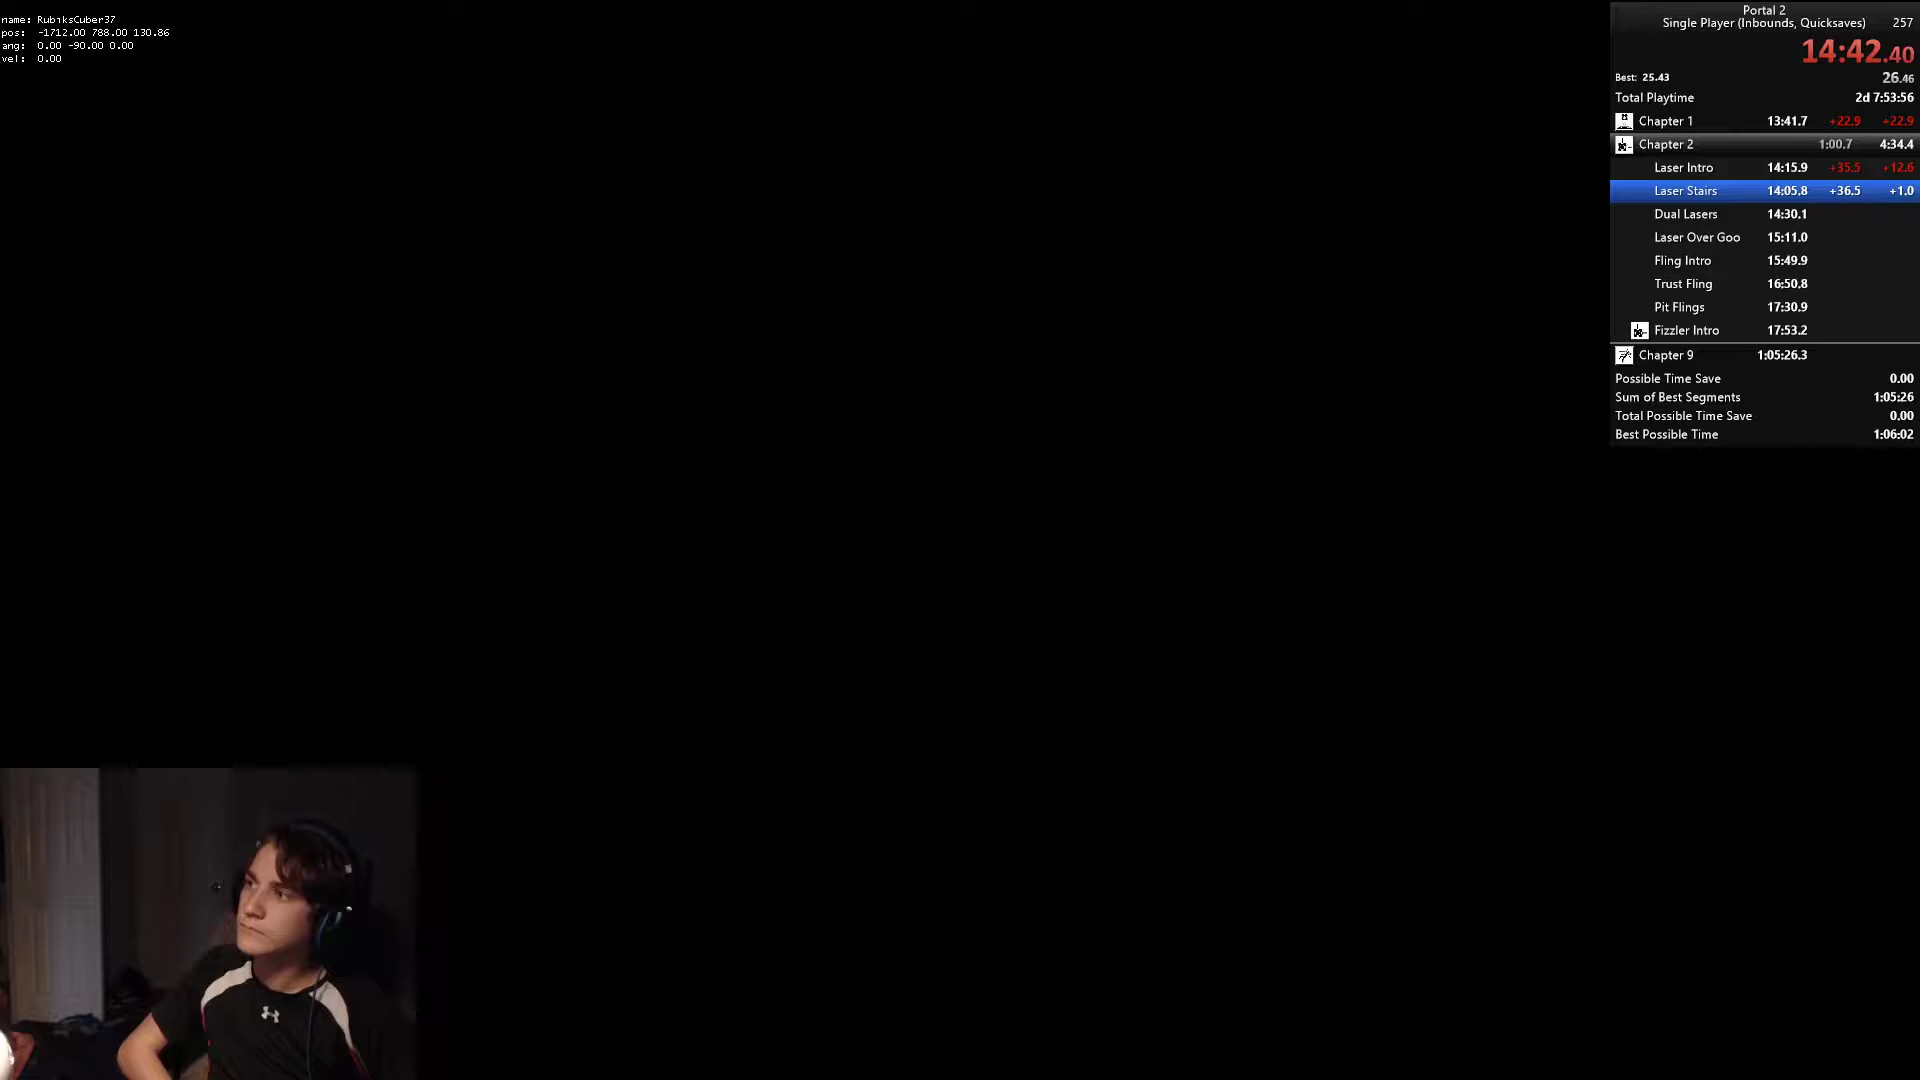 name: RubiksCuber37
pos: -1712.00 788.00 130.86
ang: 0.00 -90.00 0.00
vel: 0.00
Portal 2
Single Player (Inbounds, Quicksaves) 257
14:42.40
Best: 25.43 26.46
Total Playtime 2d 7:53:56
Chapter 1 13:41.7 +22.9 +22.9
Chapter 2 1:00.7 4:34.4
Laser Intro 14:15.9 +35.5 +12.6
Laser Stairs 14:05.8 +36.5 +1.0
Dual Lasers 14:30.1
Laser Over Goo 15:11.0
Fling Intro 15:49.9
Trust Fling 16:50.8
Pit Flings 17:30.9
Fizzler Intro 17:53.2
Chapter 9 1:05:26.3
Possible Time Save 0.00
Sum of Best Segments 1:05:26
Total Possible Time Save 0.00
Best Possible Time 1:06:02